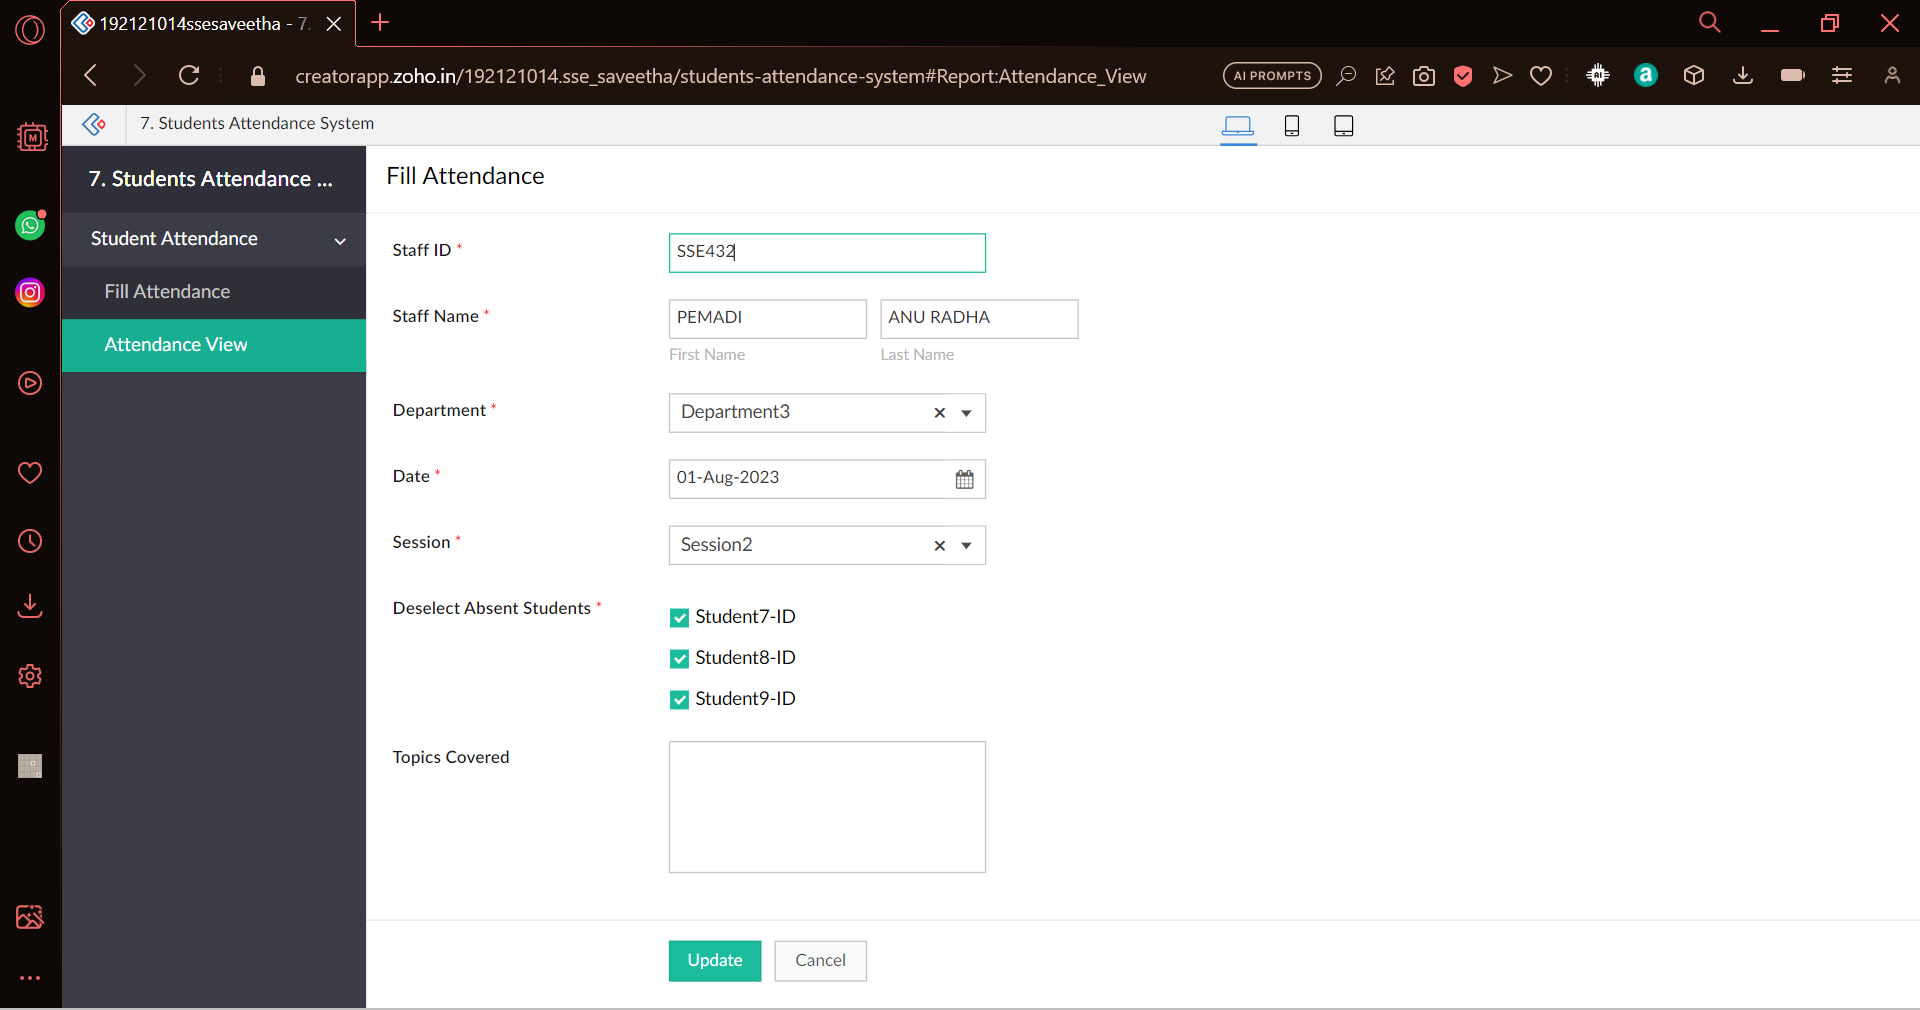 192121014ssesaveetha - 7.
creatorapp.zoho.in/192121014.sse_saveetha/students-attendance-system#Report:Attendance_View
AI PROMPTS
7. Students Attendance System
7. Students Attendance ...
Student Attendance
Fill Attendance
Attendance View
Fill Attendance
Staff ID *
SSE432
Staff Name *
PEMADI
ANU RADHA
First Name
Last Name
Department *
Department3
Date *
01-Aug-2023
Session *
Session2
Deselect Absent Students *
Student7-ID
Student8-ID
Student9-ID
Topics Covered
Update
Cancel